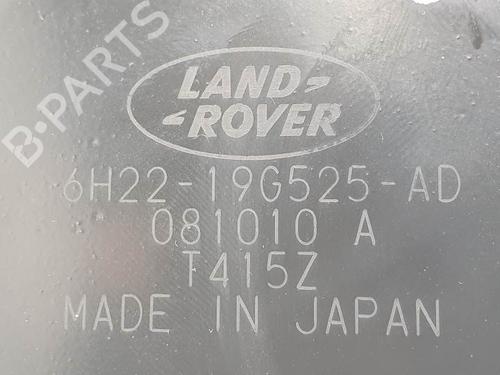 B-PARTS
LAND
ROVER
6H22-19G525-AD
081010 A
T415Z
MADE IN JAPAN